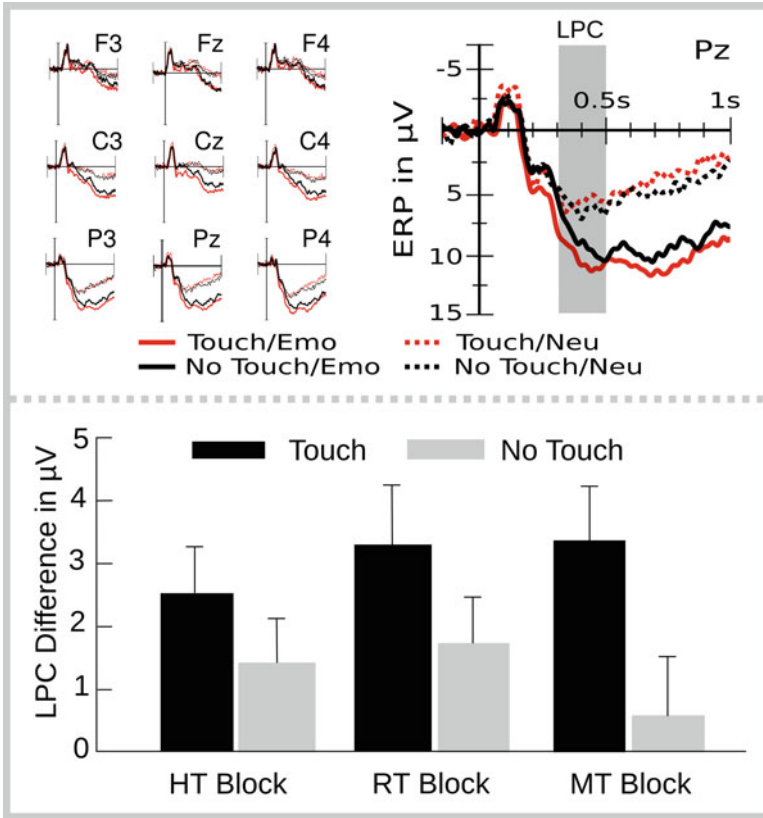 F3 Fz F4
C3 Cz C4
P3 Pz P4
LPC
Pz
-5
0.5s 1s
5
10
15
ERP in µV
Touch/Emo Touch/Neu
No Touch/Emo No Touch/Neu
5
4
3
2
1
0
LPC Difference in µV
Touch No Touch
HT Block RT Block MT Block